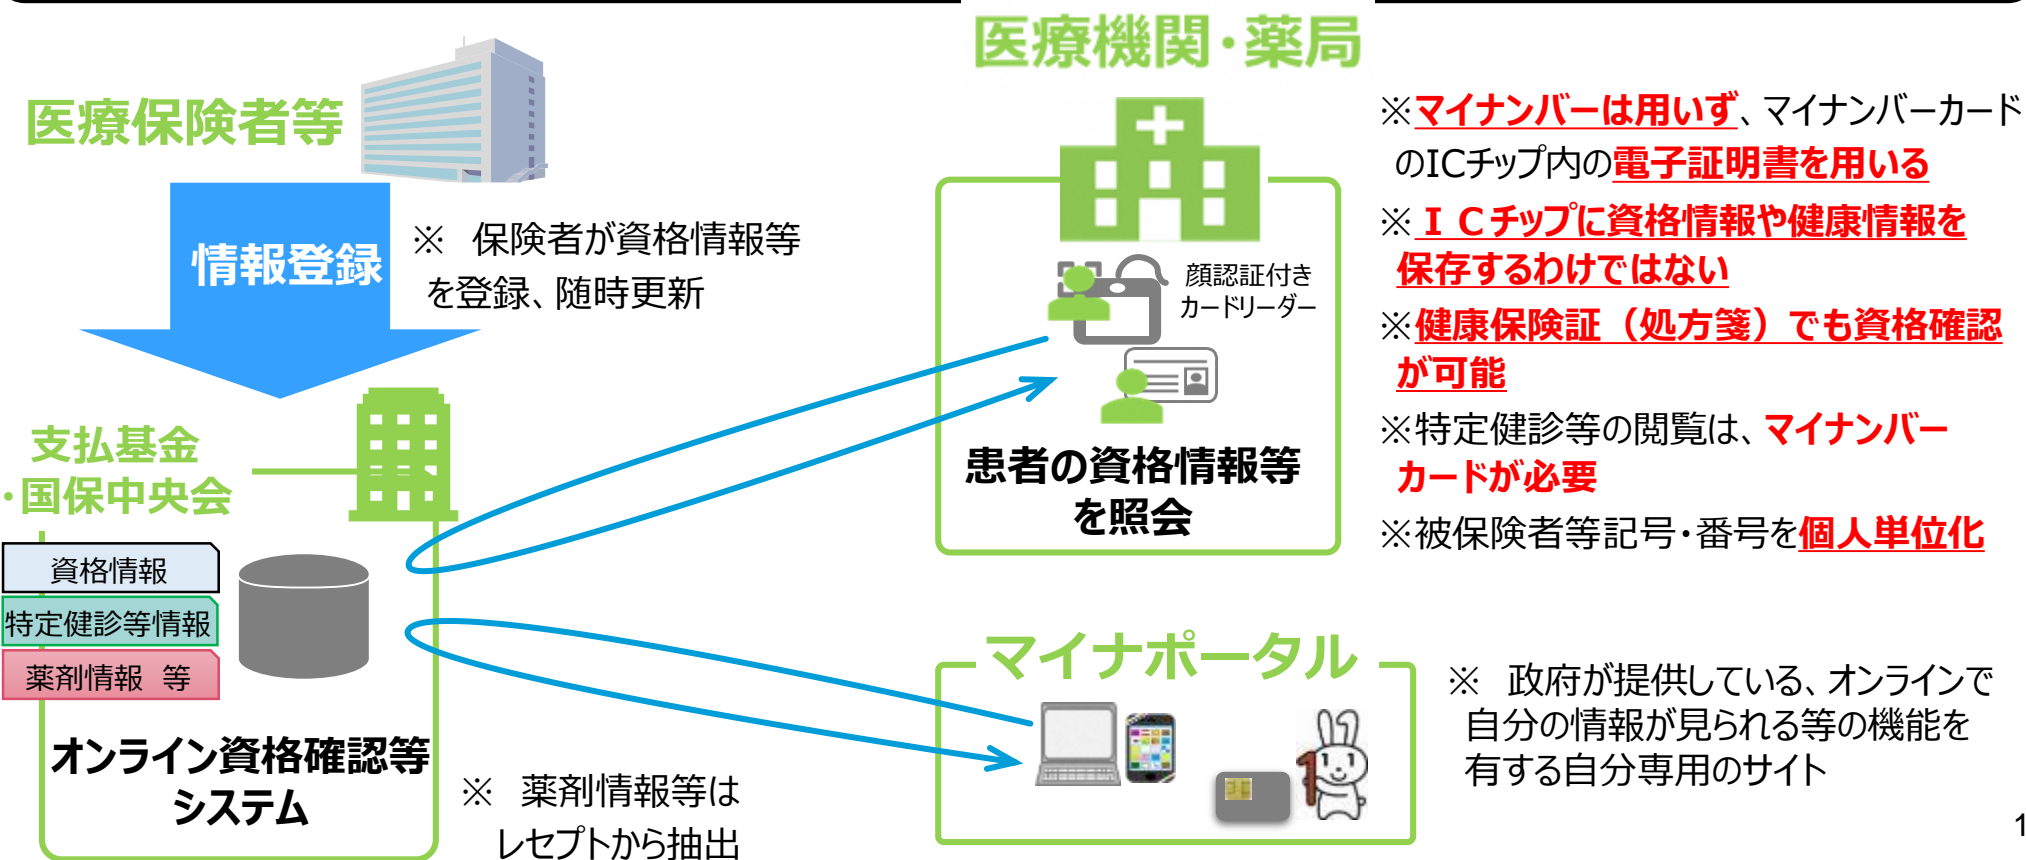 医療機関・薬局
医療保険者等
情報登録
※　保険者が資格情報等
を登録、随時更新
顔認証付き
カードリーダー
患者の資格情報等
を照会
※マイナンバーは用いず、マイナンバーカード
のICチップ内の電子証明書を用いる
※ＩＣチップに資格情報や健康情報を
保存するわけではない
※健康保険証（処方箋）でも資格確認
が可能
※特定健診等の閲覧は、マイナンバー
カードが必要
※被保険者等記号・番号を個人単位化
支払基金
・国保中央会
資格情報
特定健診等情報
薬剤情報　等
オンライン資格確認等
システム
※　薬剤情報等は
レセプトから抽出
マイナポータル
1
※　政府が提供している、オンラインで
自分の情報が見られる等の機能を
有する自分専用のサイト
1